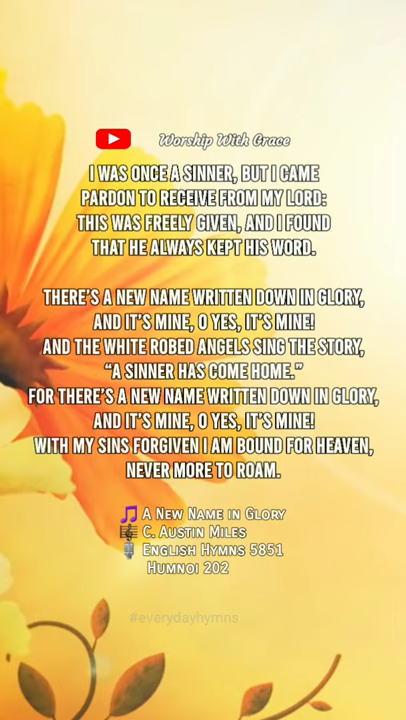 Worship With Grace
I WAS ONCE A SINNER, BUT I CAME
PARDON TO RECEIVE FROM MY LORD:
THIS WAS FREELY GIVEN, AND I FOUND
THAT HE ALWAYS KEPT HIS WORD.
THERE'S A NEW NAME WRITTEN DOWN IN GLORY,
AND IT'S MINE, O YES, IT'S MINE!
AND THE WHITE ROBED ANGELS SING THE STORY,
“A SINNER HAS COME HOME.”
FOR THERE'S A NEW NAME WRITTEN DOWN IN GLORY,
AND IT'S MINE, O YES, IT'S MINE!
WITH MY SINS FORGIVEN I AM BOUND FOR HEAVEN,
NEVER MORE TO ROAM.
A New Name in Glory
C. Austin Miles
English Hymns 5851
Humnoi 202
#everydayhymns